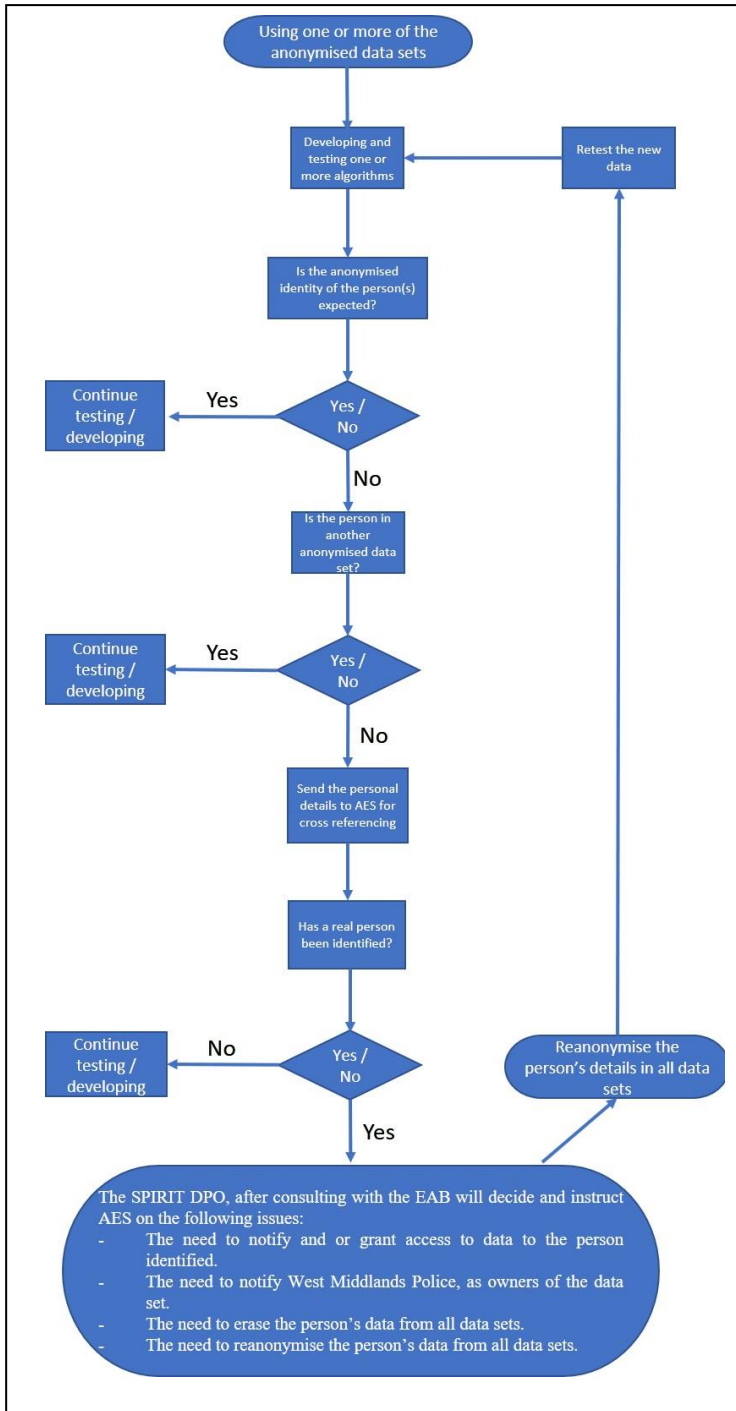 Using one or more of the
anonymised data sets
Developing and
testing one or
more algorithms
Retest the new
data
Is the anonymised
identity of the person(s)
expected?
Continue
testing /
developing
Yes
Yes /
No
No
Is the person in
another
anonymised data
set?
Continue
testing /
developing
Yes
Yes /
No
No
Send the personal
details to AES for
cross referencing
Has a real person
been identified?
Continue
testing /
developing
No
Yes /
No
Yes
Reanonymise the
person's details in all data
sets
The SPIRIT DPO, after consulting with the EAB will decide and instruct
AES on the following issues:
- The need to notify and or grant access to data to the person
identified.
- The need to notify West Middlands Police, as owners of the data
set.
- The need to erase the person's data from all data sets.
- The need to reanonymise the person's data from all data sets.